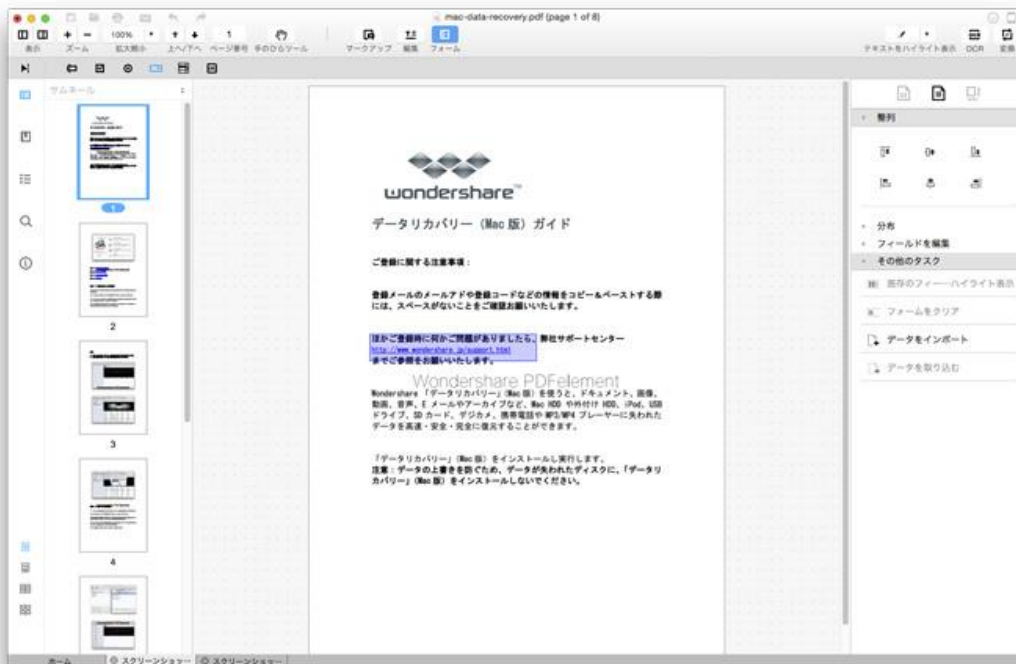 mac-data-recovery.pdf (page 1 of 8)
100%
1
表示
ズーム
拡大縮小
上へ/下へ
ページ番号
手のひらツール
マークアップ
編集
フォーム
テキストをハイライト表示
OCR
変換
サムネール
1
2
3
4
wondershare™
データリカバリー（Mac 版）ガイド
ご登録に関する注意事項：
登録メールのメールアドや登録コードなどの情報をコピー&ペーストする際
には、スペースがないことをご確認お願いいたします。
ほかご登録時に何かご問題がありましたら、弊社サポートセンター
http://www.wondershare.jp/support.html
までご参照をお願いいたします。
Wondershare PDFelement
Wondershare 「データリカバリー」（Mac 版）を使うと、ドキュメント、画像、
動画、音声、E メールやアーカイブなど、Mac HDD や外付け HDD、iPod、USB
ドライブ、SD カード、デジカメ、携帯電話や MP3/MP4 プレーヤーに失われた
データを高速・安全・完全に復元することができます。
「データリカバリー」（Mac 版）をインストールし実行します。
注意：データの上書きを防ぐため、データが失われたディスクに、「データリ
カバリー」（Mac 版）をインストールしないでください。
整列
分布
フィールドを編集
その他のタスク
既存のフィー…ハイライト表示
フォームをクリア
データをインポート
データを取り込む
ホーム
スクリーンショッ…
スクリーンショッ…